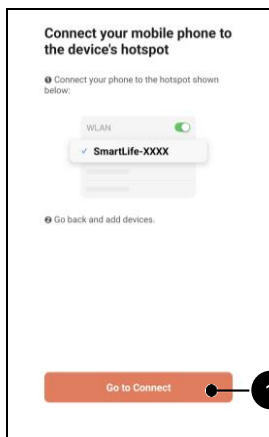 Connect your mobile phone to
the device's hotspot
❶ Connect your phone to the hotspot shown
below:
WLAN
✓ SmartLife-XXXX
❷ Go back and add devices.
Go to Connect
1